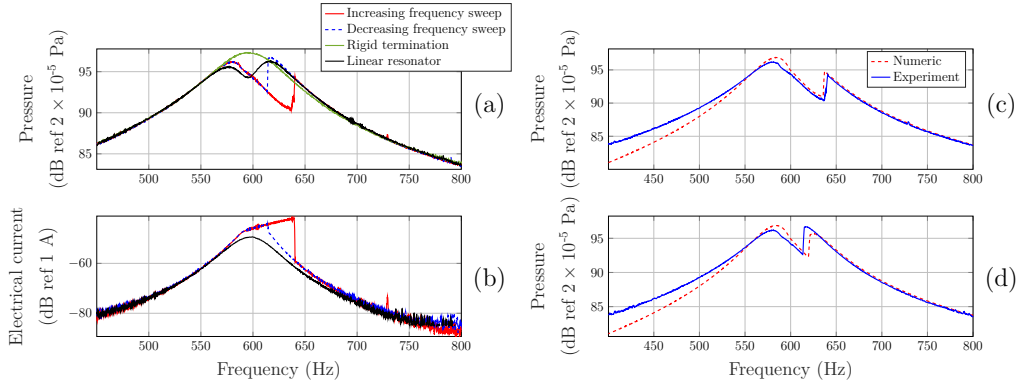 (a)
Pressure
(dB ref 2 × 10⁻⁵ Pa)
95
90
85
500
550
600
650
700
750
800
Increasing frequency sweep
Decreasing frequency sweep
Rigid termination
Linear resonator
(b)
Electrical current
(dB ref 1 A)
−60
−80
500
550
600
650
700
750
800
Frequency (Hz)
(c)
Pressure
(dB ref 2 × 10⁻⁵ Pa)
95
90
85
400
450
500
550
600
650
700
750
800
Numeric
Experiment
(d)
Pressure
(dB ref 2 × 10⁻⁵ Pa)
95
90
85
400
450
500
550
600
650
700
750
800
Frequency (Hz)